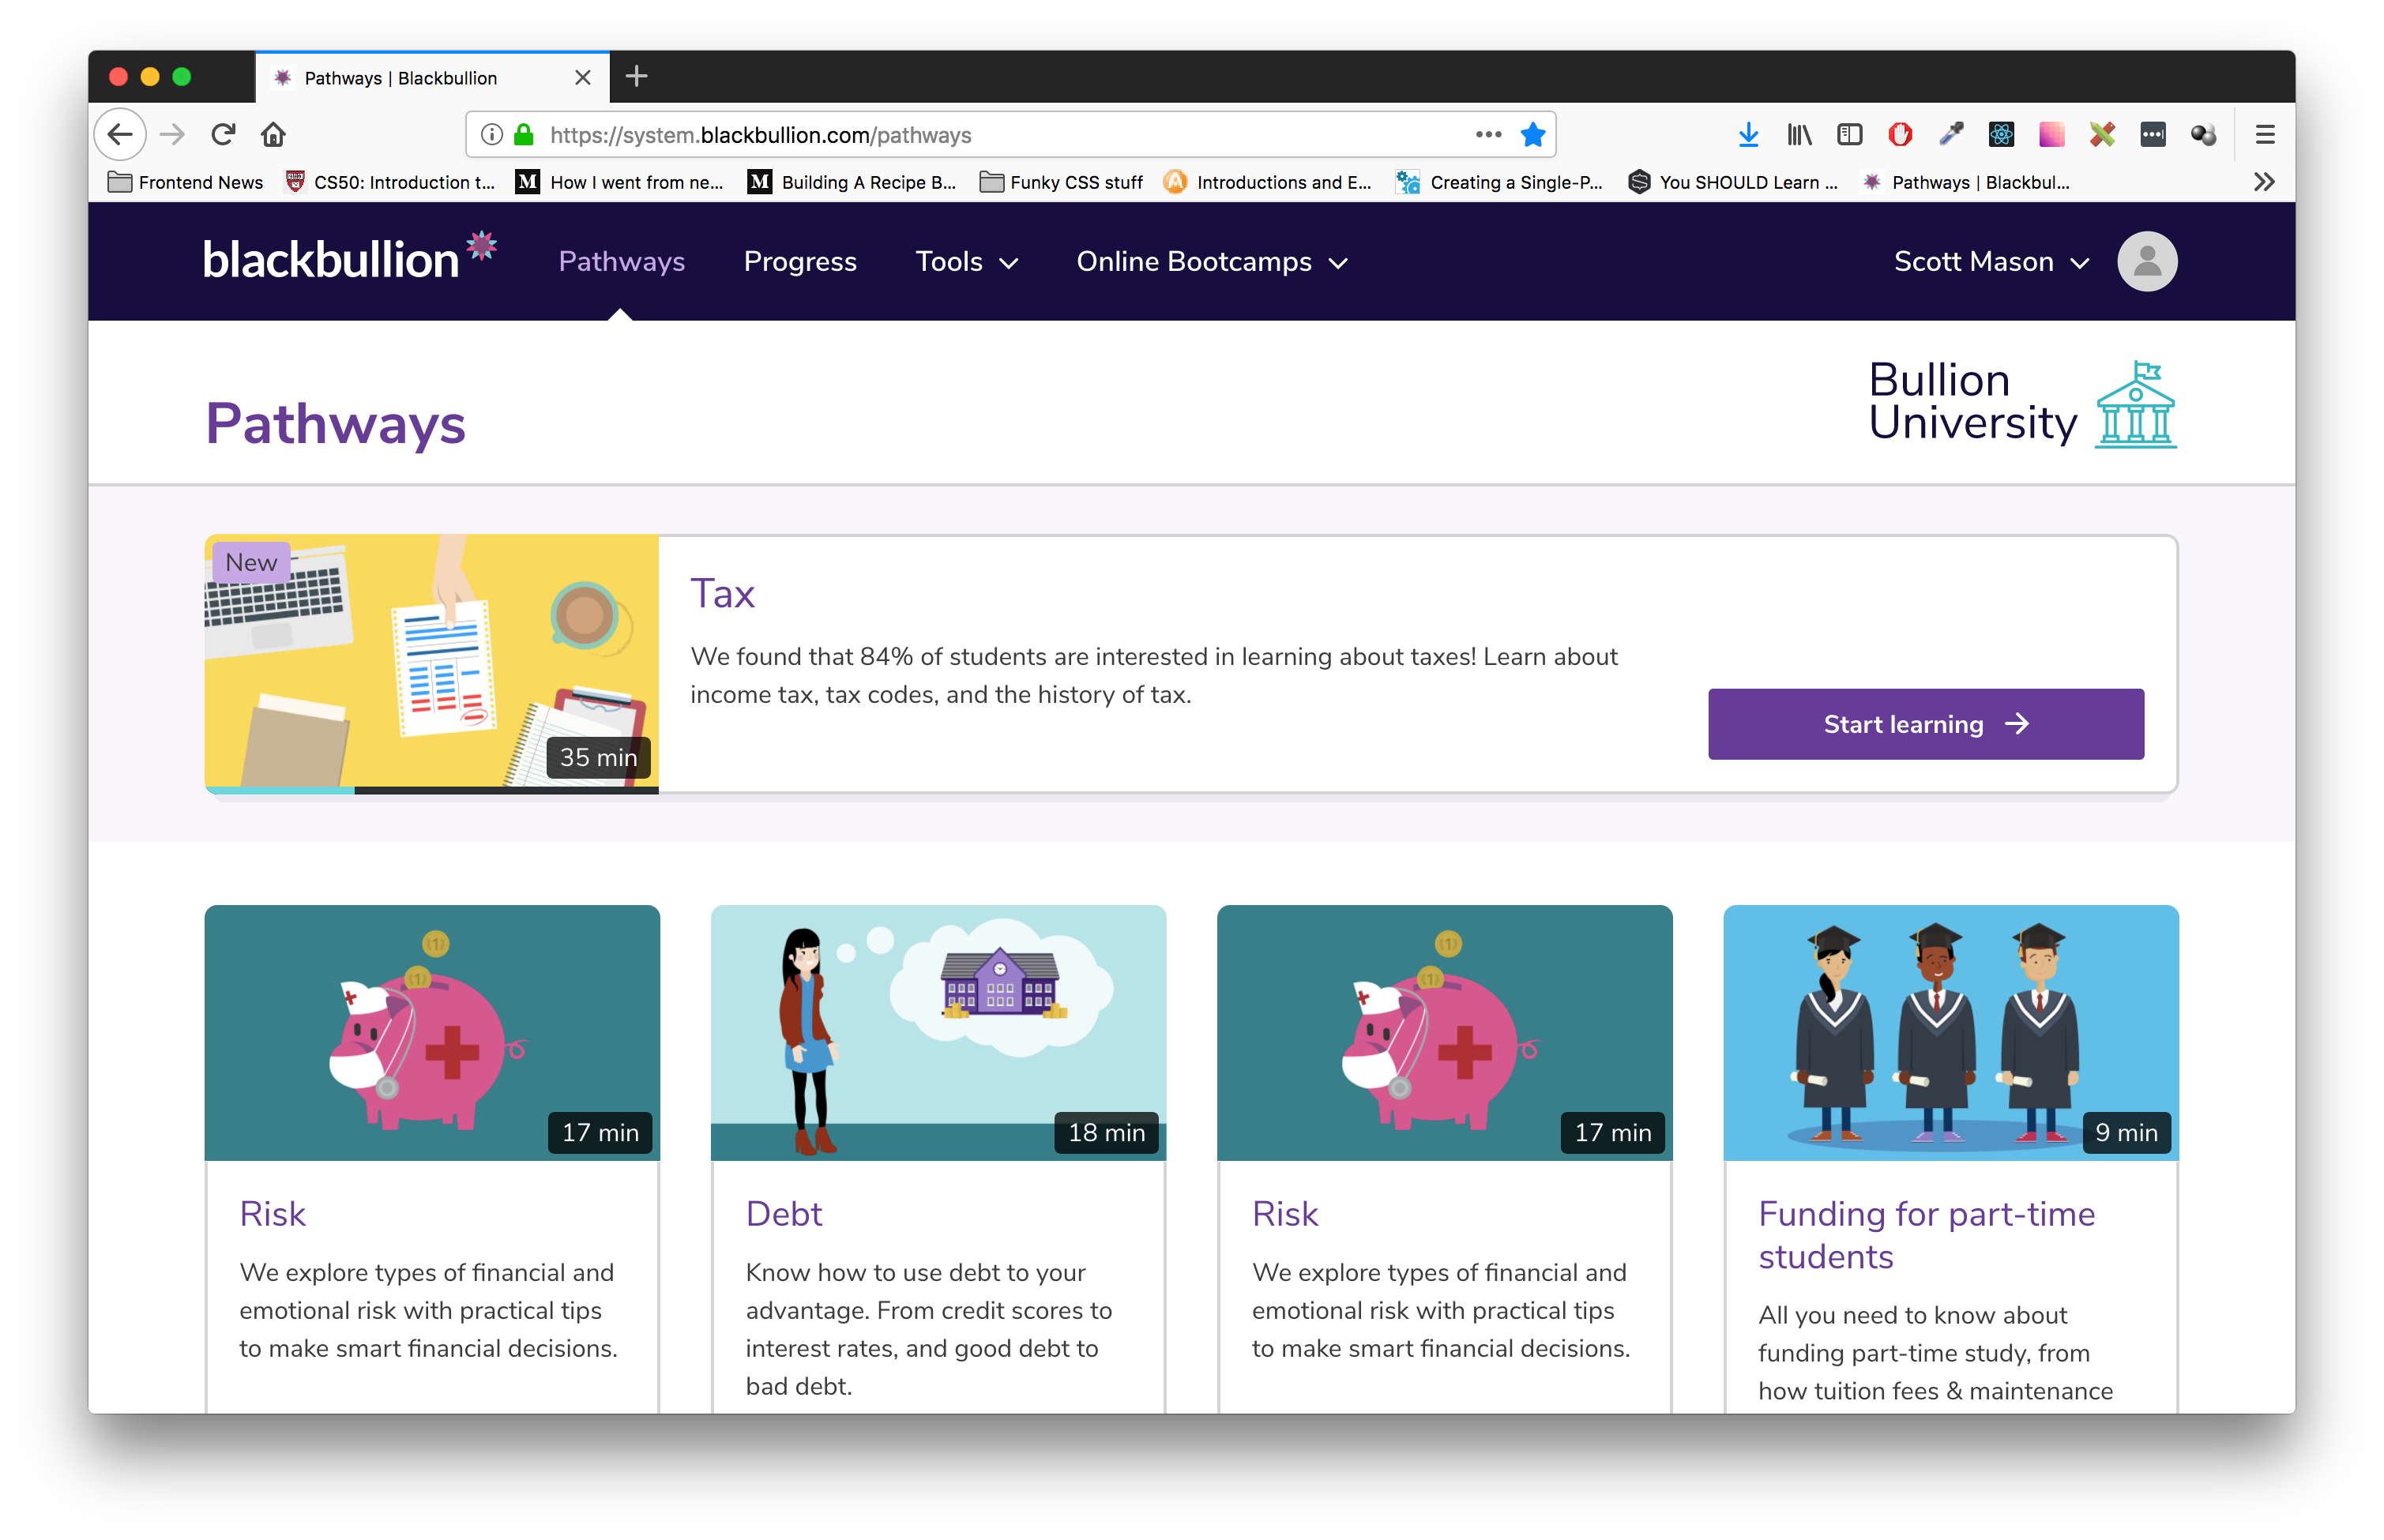 Pathways | Blackbullion
https://system.blackbullion.com/pathways
Frontend News
CS50: Introduction t...
How I went from ne...
Building A Recipe B...
Funky CSS stuff
Introductions and E...
Creating a Single-P...
You SHOULD Learn ...
Pathways | Blackbul...
blackbullion
Pathways
Progress
Tools
Online Bootcamps
Scott Mason
Pathways
Bullion
University
New
35 min
Tax
We found that 84% of students are interested in learning about taxes! Learn about
income tax, tax codes, and the history of tax.
Start learning
17 min
Risk
We explore types of financial and
emotional risk with practical tips
to make smart financial decisions.
18 min
Debt
Know how to use debt to your
advantage. From credit scores to
interest rates, and good debt to
bad debt.
17 min
Risk
We explore types of financial and
emotional risk with practical tips
to make smart financial decisions.
9 min
Funding for part-time
students
All you need to know about
funding part-time study, from
how tuition fees & maintenance